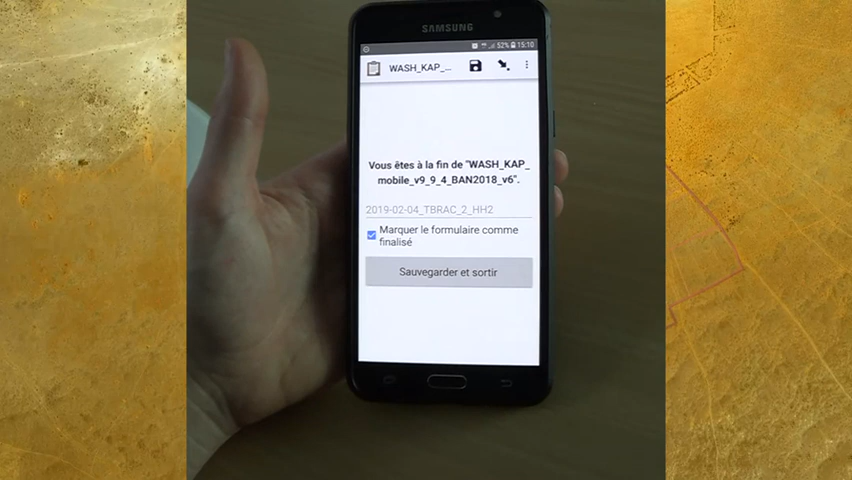 SAMSUNG
52% 15:10
WASH_KAP_...
Vous êtes à la fin de "WASH_KAP_
mobile_v9_9_4_BAN2018_v6".
2019-02-04_TBRAC_2_HH2
Marquer le formulaire comme
finalisé
Sauvegarder et sortir